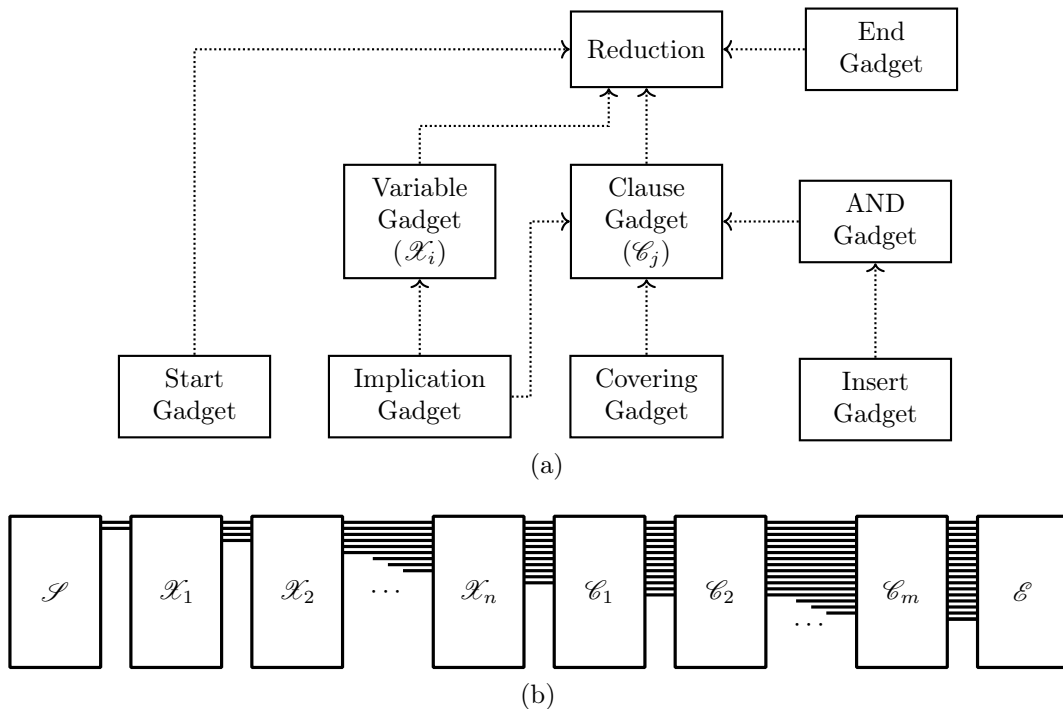 Reduction
End
Gadget
Variable
Gadget
(𝒳i)
Clause
Gadget
(𝒞j)
AND
Gadget
Start
Gadget
Implication
Gadget
Covering
Gadget
Insert
Gadget
(a)
𝒮 𝒳1 𝒳2 ... 𝒳n 𝒞1 𝒞2 ... 𝒞m ℰ
(b)